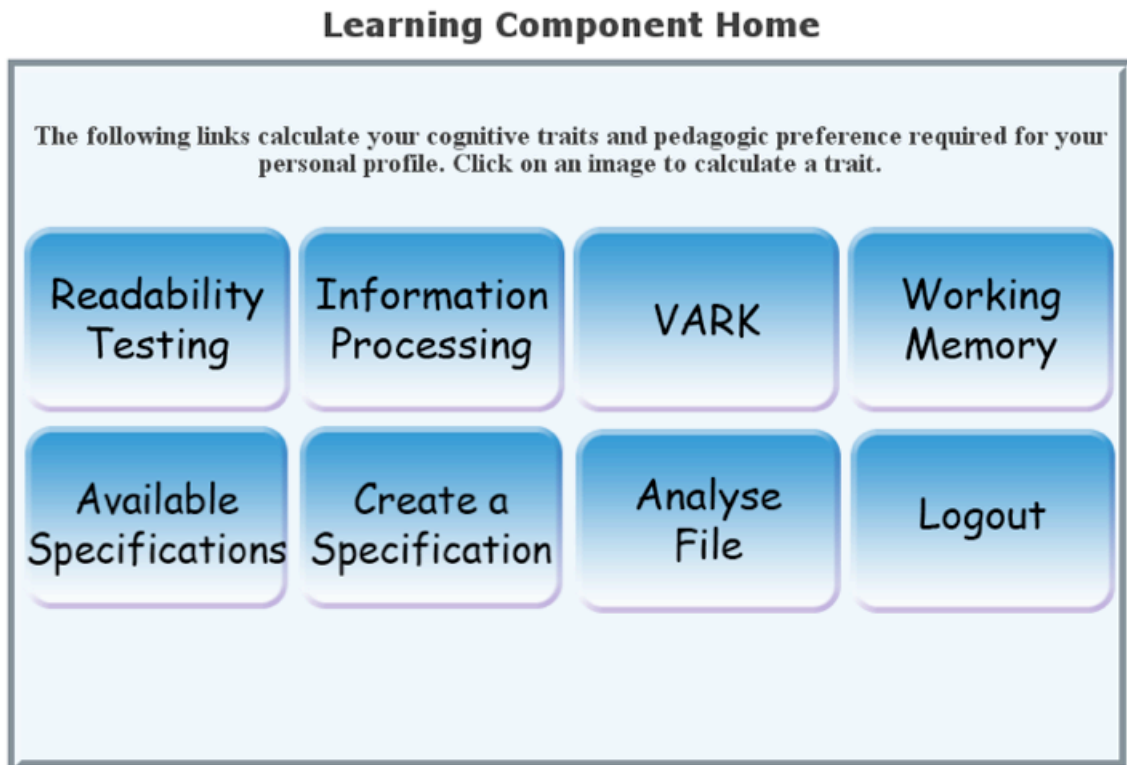 Learning Component Home
The following links calculate your cognitive traits and pedagogic preference required for your
personal profile. Click on an image to calculate a trait.
Readability
Testing
Information
Processing
VARK
Working
Memory
Available
Specifications
Create a
Specification
Analyse
File
Logout